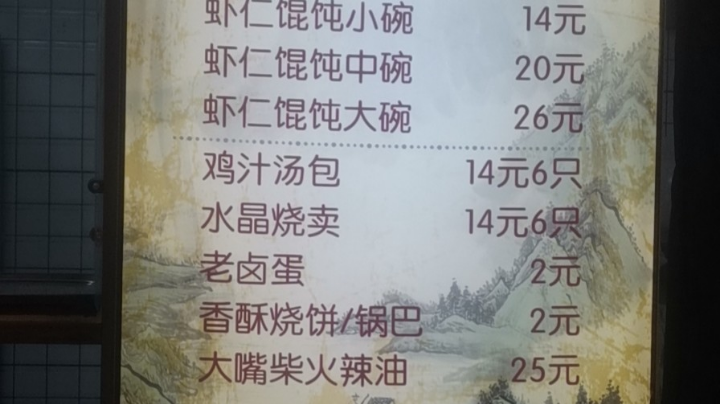 虾仁馄饨小碗 14元
虾仁馄饨中碗 20元
虾仁馄饨大碗 26元
鸡汁汤包 14元6只
水晶烧卖 14元6只
老卤蛋 2元
香酥烧饼/锅巴 2元
大嘴柴火辣油 25元